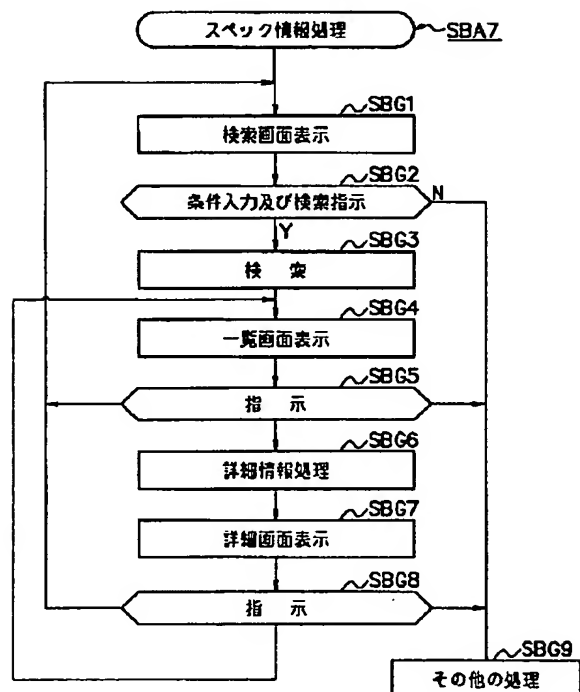 スペック情報処理
SBA7
SBG1
検索画面表示
SBG2
条件入力及び検索指示
N
Y
SBG3
検 索
SBG4
一覧画面表示
SBG5
指 示
SBG6
詳細情報処理
SBG7
詳細画面表示
SBG8
指 示
SBG9
その他の処理